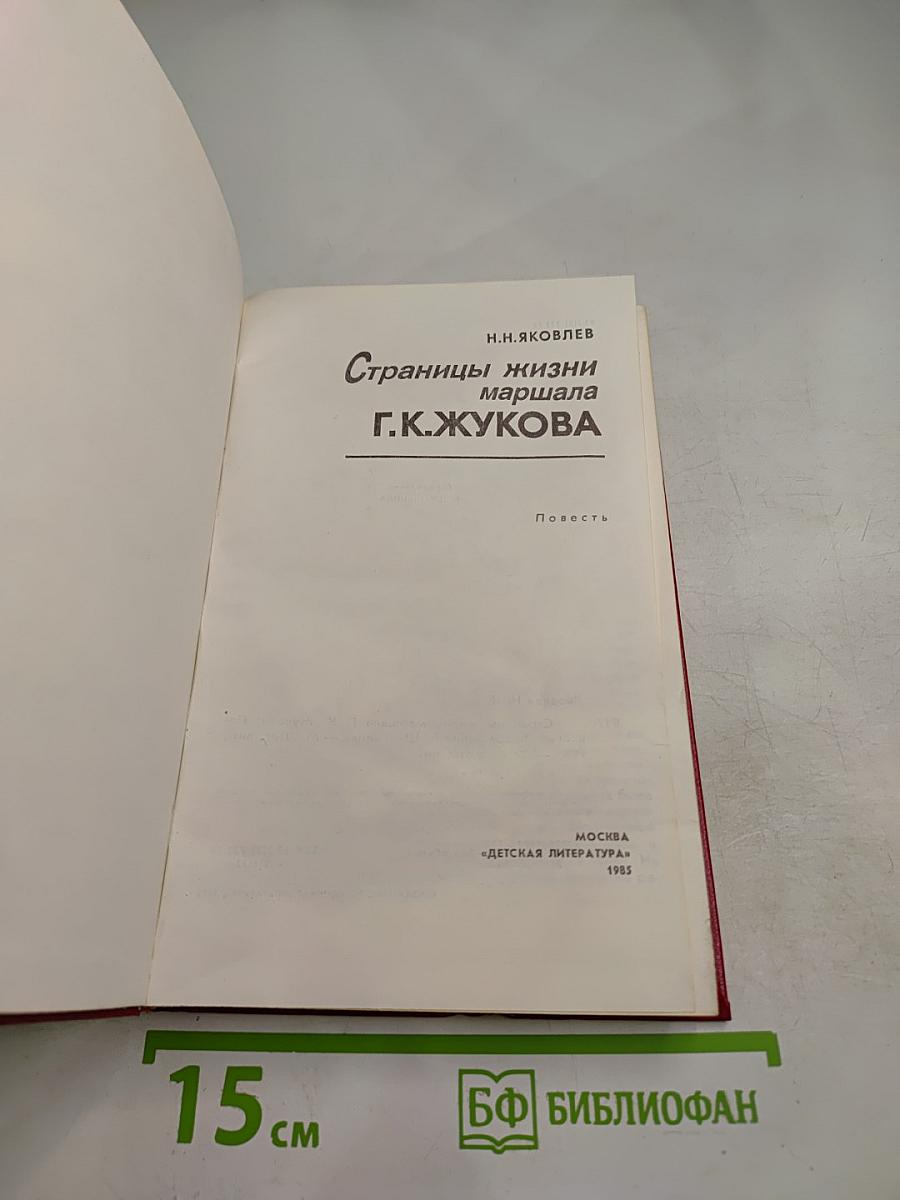 Н.Н.ЯКОВЛЕВ
Страницы жизни
маршала
Г.К.ЖУКОВА
Повесть
МОСКВА
«ДЕТСКАЯ ЛИТЕРАТУРА»
1985
15 см
БФ БИБЛИОФАН